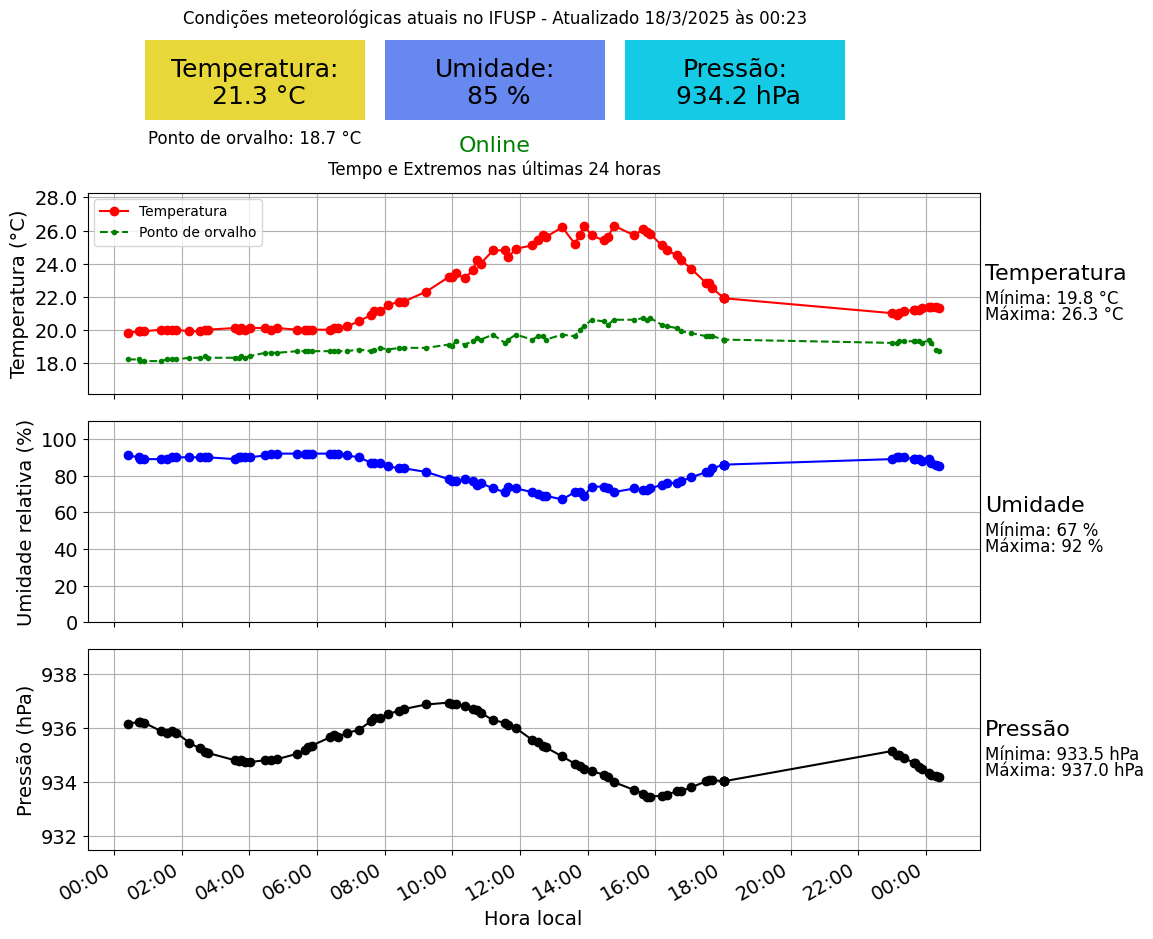 Condições meteorológicas atuais no IFUSP - Atualizado 18/3/2025 às 00:23
Temperatura:
21.3 °C
Umidade:
85 %
Pressão:
934.2 hPa
Ponto de orvalho: 18.7 °C
Online
Tempo e Extremos nas últimas 24 horas
Temperatura (°C)
28.0
26.0
24.0
22.0
20.0
18.0
Temperatura
Ponto de orvalho
Temperatura
Mínima: 19.8 °C
Máxima: 26.3 °C
Umidade relativa (%)
100
80
60
40
20
0
Umidade
Mínima: 67 %
Máxima: 92 %
Pressão (hPa)
938
936
934
932
Pressão
Mínima: 933.5 hPa
Máxima: 937.0 hPa
00:00 02:00 04:00 06:00 08:00 10:00 12:00 14:00 16:00 18:00 20:00 22:00 00:00
Hora local